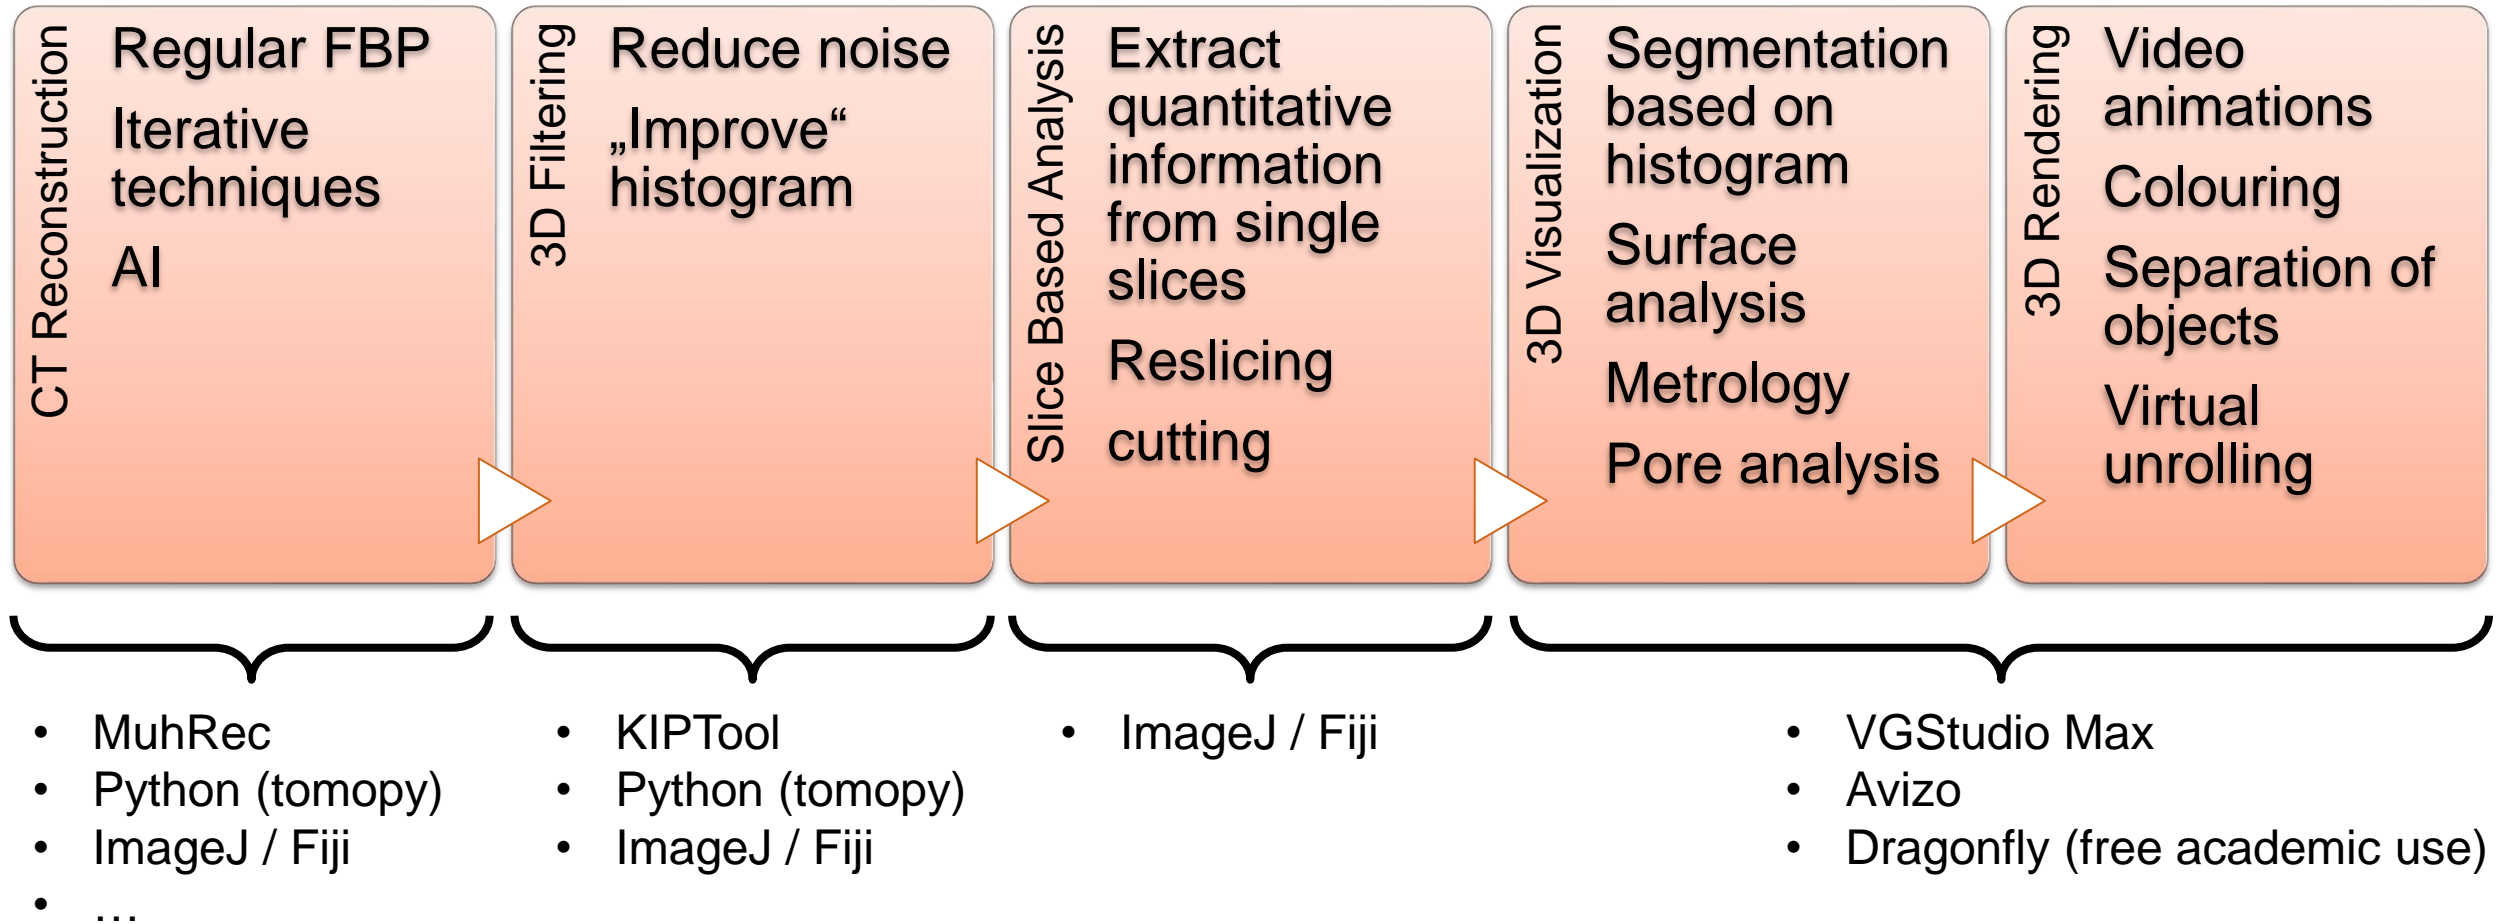 CT Reconstruction
Regular FBP
Iterative
techniques
AI
3D Filtering
Reduce noise
„Improve“
histogram
Slice Based Analysis
Extract
quantitative
information
from single
slices
Reslicing
cutting
3D Visualization
Segmentation
based on
histogram
Surface
analysis
Metrology
Pore analysis
3D Rendering
Video
animations
Colouring
Separation of
objects
Virtual
unrolling
• MuhRec
• Python (tomopy)
• ImageJ / Fiji
• …
• KIPTool
• Python (tomopy)
• ImageJ / Fiji
• ImageJ / Fiji
• VGStudio Max
• Avizo
• Dragonfly (free academic use)